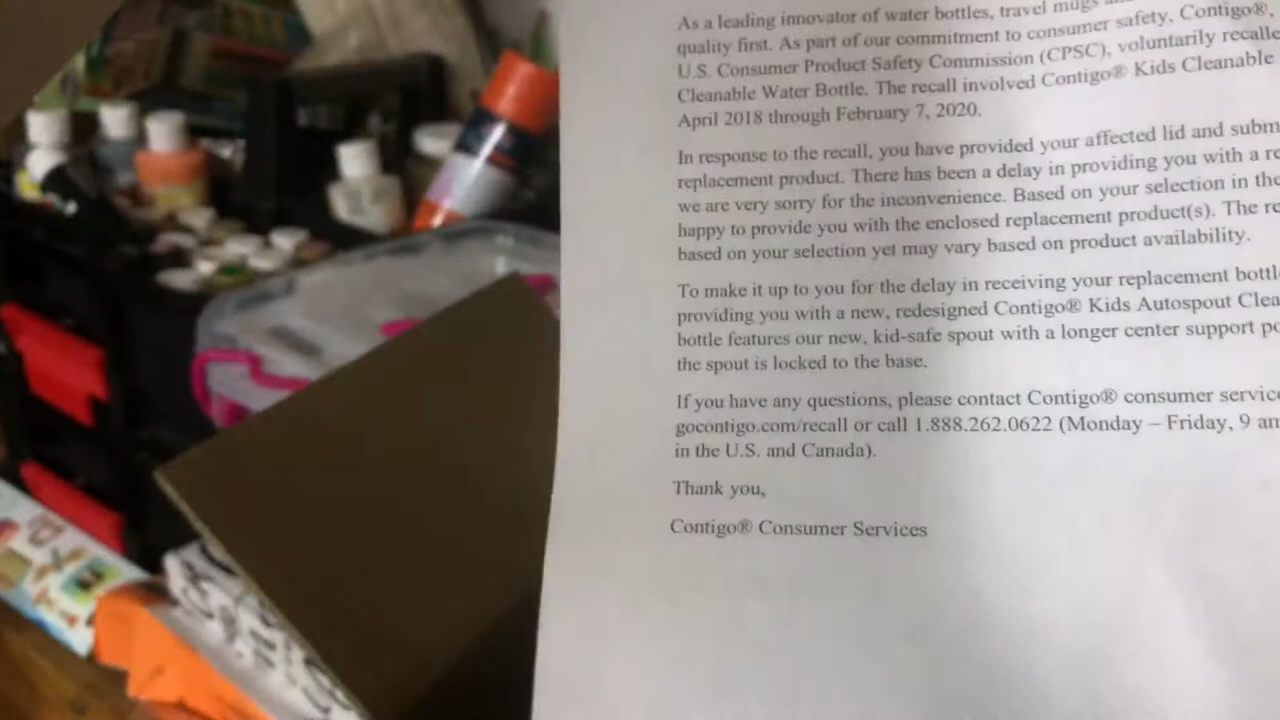 As a leading innovator of water bottles, travel mugs
quality first. As part of our commitment to consumer safety, Contigo®,
U.S. Consumer Product Safety Commission (CPSC), voluntarily recalle
Cleanable Water Bottle. The recall involved Contigo® Kids Cleanable
April 2018 through February 7, 2020.
In response to the recall, you have provided your affected lid and subm
replacement product. There has been a delay in providing you with a re
we are very sorry for the inconvenience. Based on your selection in the
happy to provide you with the enclosed replacement product(s). The re
based on your selection yet may vary based on product availability.
To make it up to you for the delay in receiving your replacement bottl
providing you with a new, redesigned Contigo® Kids Autospout Clea
bottle features our new, kid-safe spout with a longer center support po
the spout is locked to the base.
If you have any questions, please contact Contigo® consumer service
gocontigo.com/recall or call 1.888.262.0622 (Monday – Friday, 9 am
in the U.S. and Canada).
Thank you,
Contigo® Consumer Services